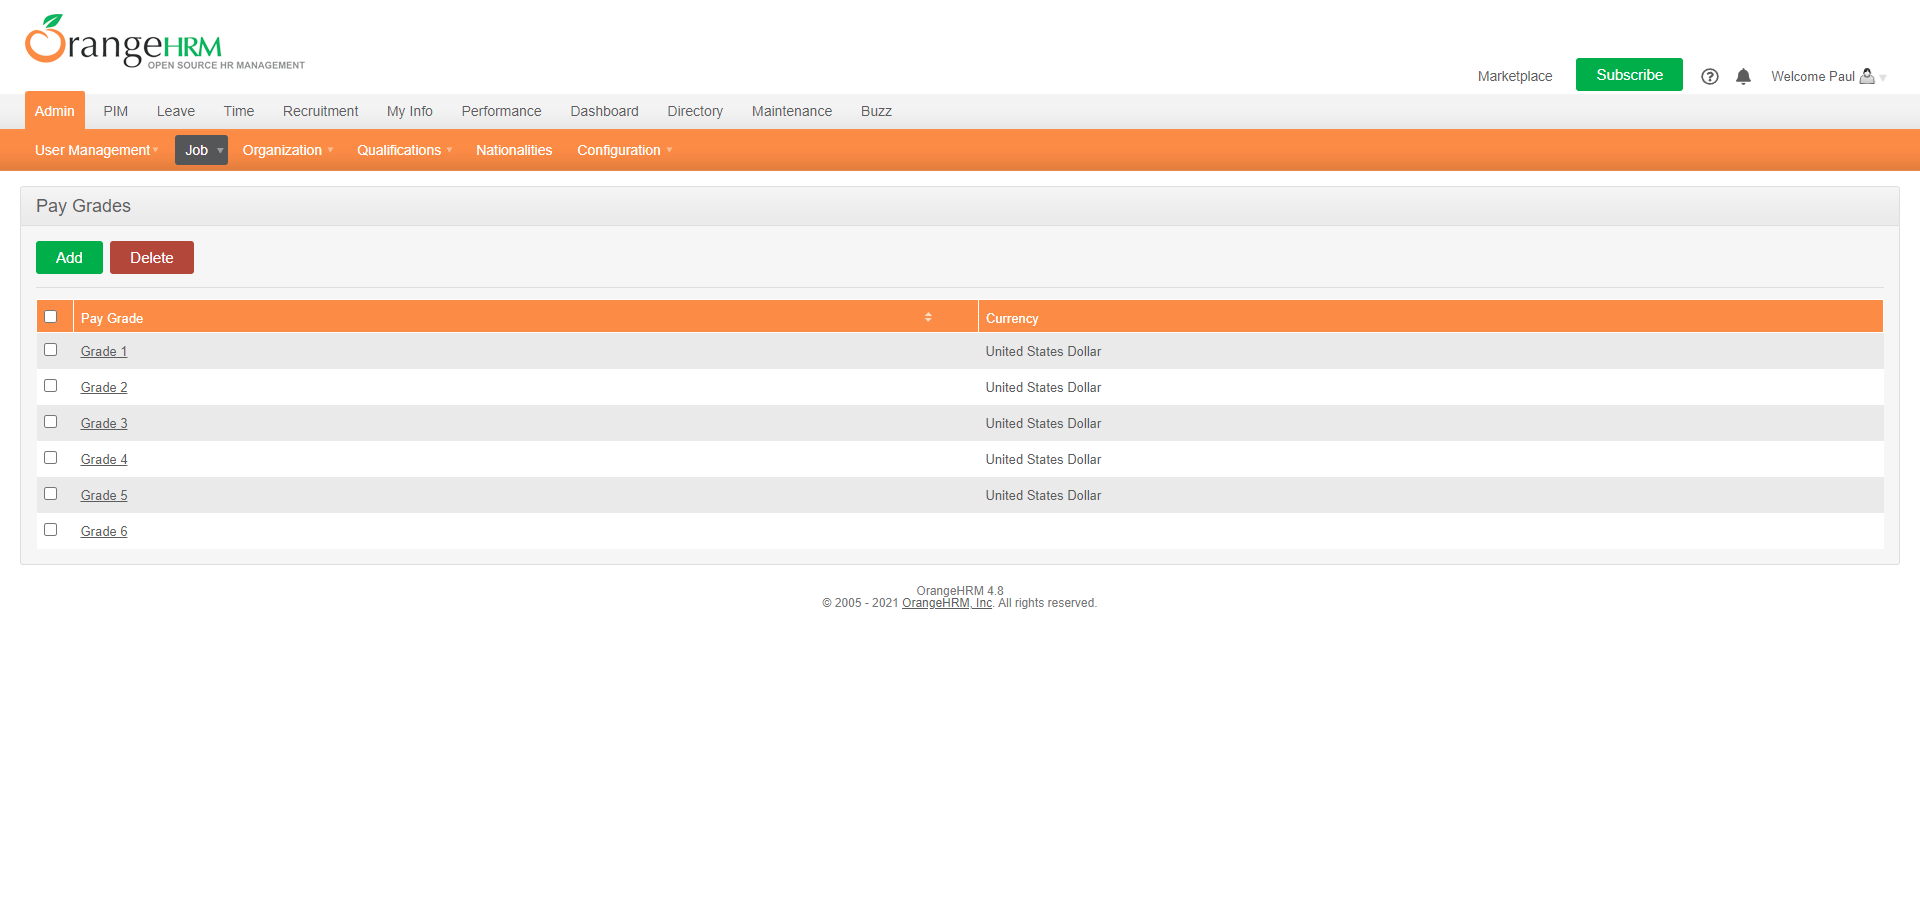 OrangeHRM
OPEN SOURCE HR MANAGEMENT
Marketplace Subscribe Welcome Paul
Admin PIM Leave Time Recruitment My Info Performance Dashboard Directory Maintenance Buzz
User Management Job Organization Qualifications Nationalities Configuration
Pay Grades
Add Delete
Pay Grade Currency
Grade 1 United States Dollar
Grade 2 United States Dollar
Grade 3 United States Dollar
Grade 4 United States Dollar
Grade 5 United States Dollar
Grade 6
OrangeHRM 4.8
© 2005 - 2021 OrangeHRM, Inc. All rights reserved.